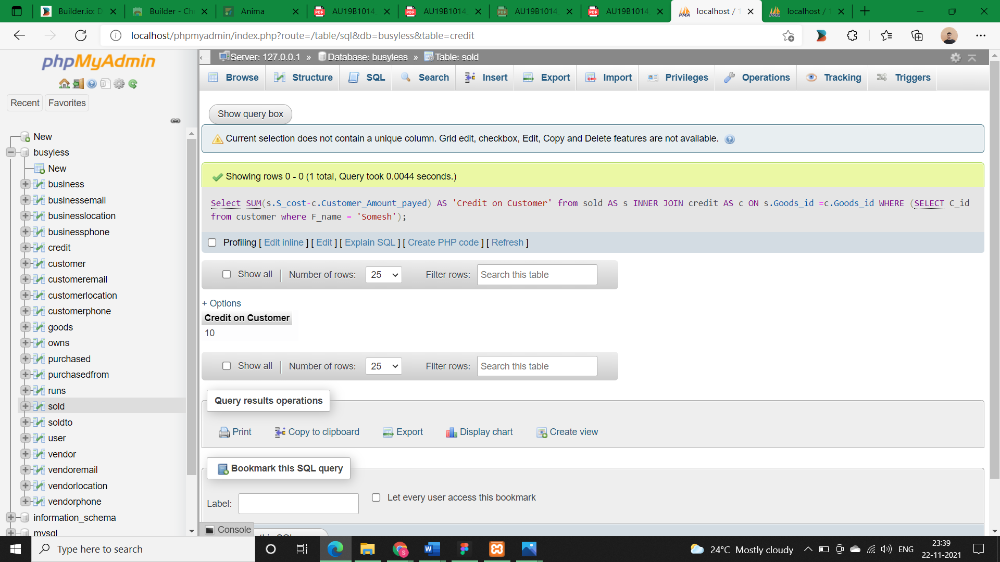 Builder.io: D
Builder - Ch
Anima
AU19B1014_
AU19B1014_
AU19B1014_
AU19B1014_
localhost / 1
localhost / 1
localhost/phpmyadmin/index.php?route=/table/sql&db=busyless&table=credit
phpMyAdmin
Recent
Favorites
New
busyless
New
business
businessemail
businesslocation
businessphone
credit
customer
customeremail
customerlocation
customerphone
goods
owns
purchased
purchasedfrom
runs
sold
soldto
user
vendor
vendoremail
vendorlocation
vendorphone
information_schema
mysql
Server: 127.0.0.1 » Database: busyless » Table: sold
Browse
Structure
SQL
Search
Insert
Export
Import
Privileges
Operations
Tracking
Triggers
Show query box
Current selection does not contain a unique column. Grid edit, checkbox, Edit, Copy and Delete features are not available.
Showing rows 0 - 0 (1 total, Query took 0.0044 seconds.)
Select SUM(s.S_cost-c.Customer_Amount_payed) AS 'Credit on Customer' from sold AS s INNER JOIN credit AS c ON s.Goods_id =c.Goods_id WHERE (SELECT C_id
from customer where F_name = 'Somesh');
Profiling [ Edit inline ] [ Edit ] [ Explain SQL ] [ Create PHP code ] [ Refresh ]
Show all | Number of rows: 25 Filter rows: Search this table
+ Options
Credit on Customer
10
Show all | Number of rows: 25 Filter rows: Search this table
Query results operations
Print
Copy to clipboard
Export
Display chart
Create view
Bookmark this SQL query
Label:
Let every user access this bookmark
Console
Type here to search
24°C Mostly cloudy
ENG
23:39
22-11-2021